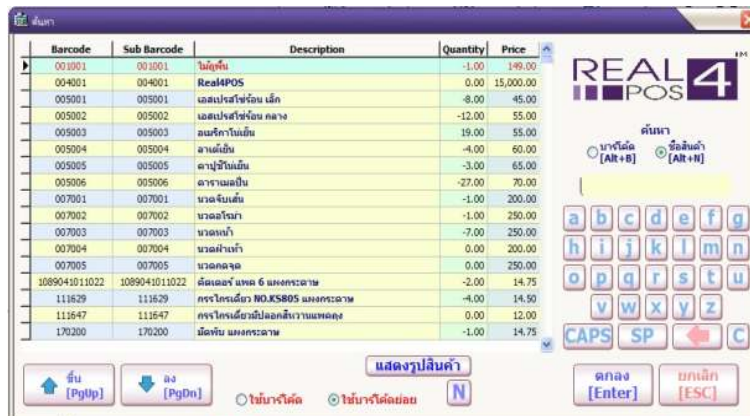 ค้นหา
Barcode Sub Barcode Description Quantity Price
001001 001001 ไม้ถูพื้น -1.00 149.00
004001 004001 Real4POS 0.00 15,000.00
005001 005001 เอสเปรสโซ่ร้อน เล็ก -8.00 45.00
005002 005002 เอสเปรสโซ่ร้อน กลาง -12.00 55.00
005003 005003 อเมริกาโน่เย็น 19.00 55.00
005004 005004 ลาเต้เย็น -4.00 60.00
005005 005005 คาปูชิโน่เย็น -3.00 65.00
005006 005006 คาราเมลปั่น -27.00 70.00
007001 007001 นวดจับเส้น -1.00 200.00
007002 007002 นวดอโรม่า -1.00 250.00
007003 007003 นวดหน้า -7.00 250.00
007004 007004 นวดฝ่าเท้า 0.00 200.00
007005 007005 นวดกดจุด 0.00 250.00
1089041011022 1089041011022 คัตเตอร์ แพค 6 แผงกระดาษ -2.00 14.75
111629 111629 กรรไกรเดี่ยว NO.KS805 แผงกระดาษ -4.00 14.50
111647 111647 กรรไกรเดี่ยวมีปลอกสีหวานแพคถุง 0.00 12.00
170200 170200 มีดพับ แผงกระดาษ -1.00 14.75
REAL 4 POS TM
ค้นหา
บาร์โค้ด [Alt+B]
ชื่อสินค้า [Alt+N]
a b c d e f g
h i j k l m n
o p q r s t u
v w x y z
CAPS SP C
ขึ้น [PgUp]
ลง [PgDn]
แสดงรูปสินค้า
ใช้บาร์โค้ด ใช้บาร์โค้ดย่อย N
ตกลง [Enter]
ยกเลิก [ESC]